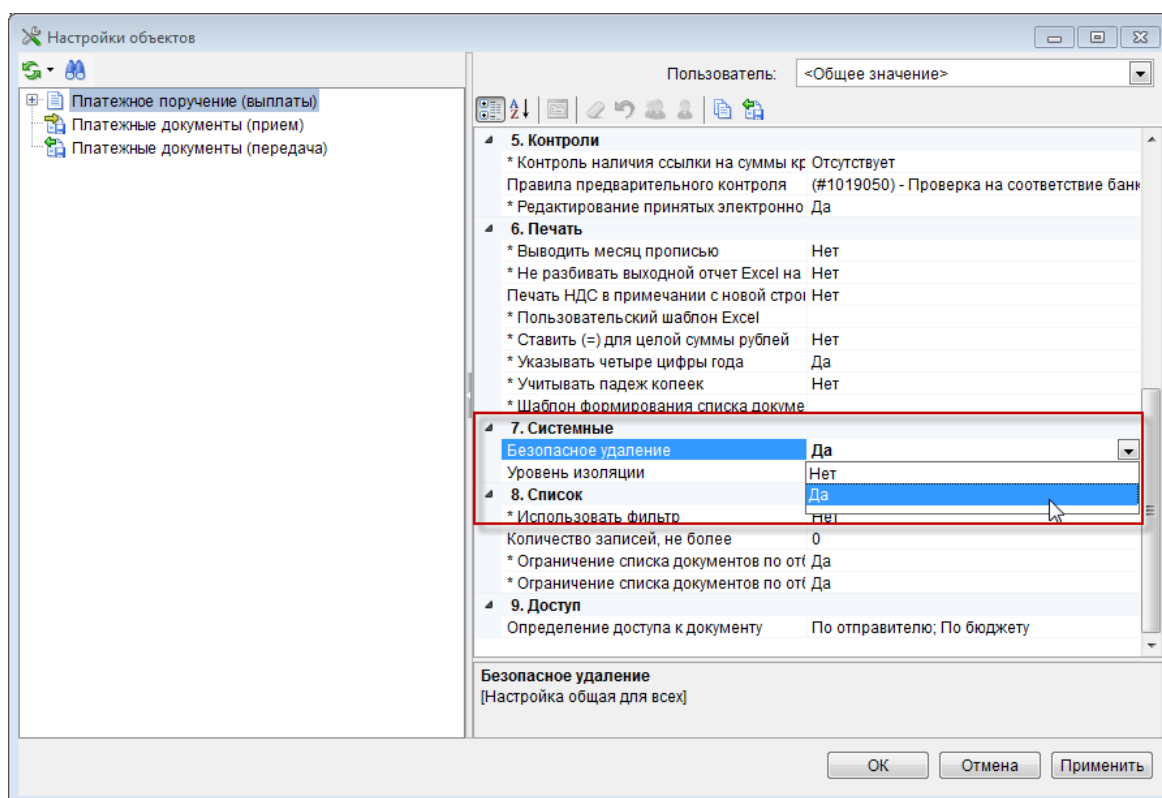 Настройки объектов
Пользователь: <Общее значение>
Платежное поручение (выплаты)
Платежные документы (прием)
Платежные документы (передача)
5. Контроли
* Контроль наличия ссылки на суммы кр Отсутствует
Правила предварительного контроля (#1019050) - Проверка на соответствие банк
* Редактирование принятых электронно Да
6. Печать
* Выводить месяц прописью Нет
* Не разбивать выходной отчет Excel на Нет
Печать НДС в примечании с новой строк Нет
* Пользовательский шаблон Excel
* Ставить (=) для целой суммы рублей Нет
* Указывать четыре цифры года Да
* Учитывать падеж копеек Нет
* Шаблон формирования списка докуме
7. Системные
Безопасное удаление Да
Уровень изоляции Нет
8. Список Да
* Использовать фильтр Нет
Количество записей, не более 0
* Ограничение списка документов по отб Да
* Ограничение списка документов по отб Да
9. Доступ
Определение доступа к документу По отправителю; По бюджету
Безопасное удаление
[Настройка общая для всех]
ОК Отмена Применить